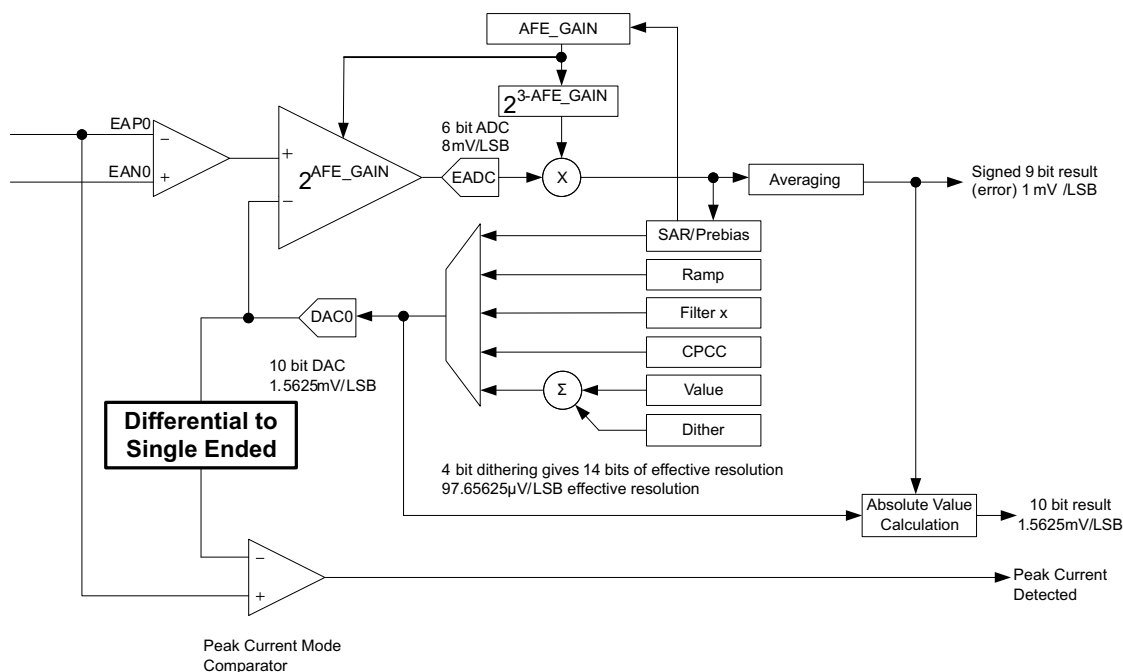 AFE_GAIN
2^3-AFE_GAIN
EAP0
−
EAN0
+
6 bit ADC
8mV/LSB
+
2^AFE_GAIN
−
EADC
X
Averaging
Signed 9 bit result
(error) 1 mV /LSB
SAR/Prebias
Ramp
Filter x
CPCC
Value
Dither
Σ
DAC0
10 bit DAC
1.5625mV/LSB
Differential to
Single Ended
4 bit dithering gives 14 bits of effective resolution
97.65625μV/LSB effective resolution
Absolute Value
Calculation
10 bit result
1.5625mV/LSB
−
+
Peak Current
Detected
Peak Current Mode
Comparator